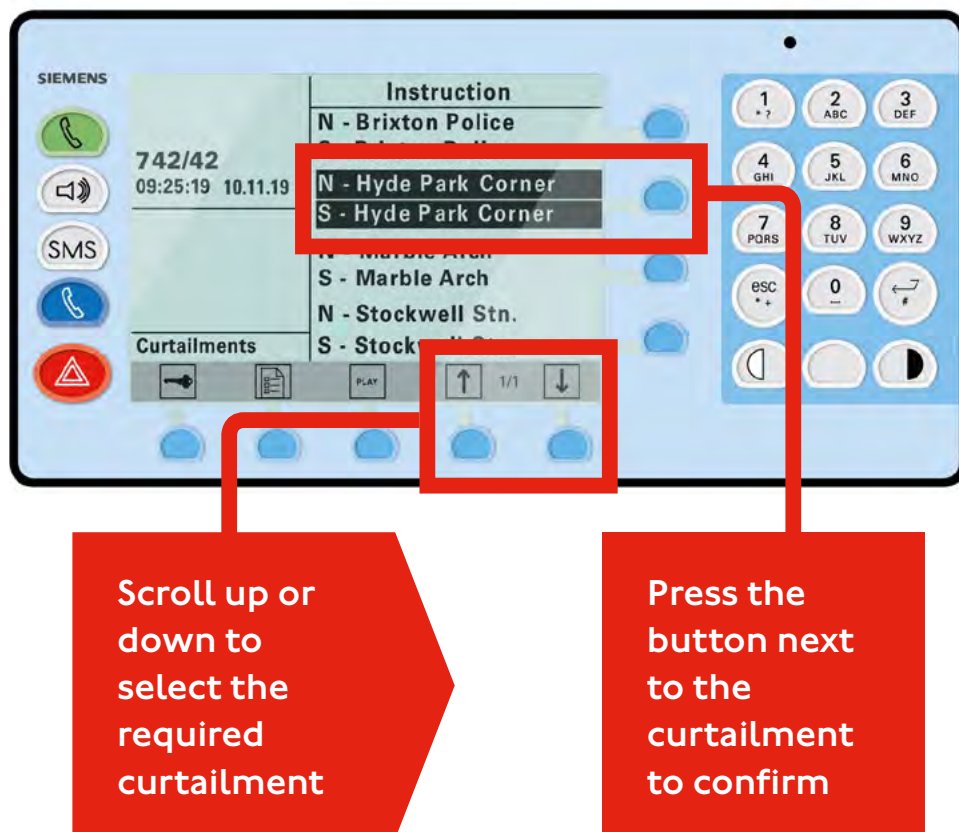 SIEMENS
Instruction
N - Brixton Police
742/42
09:25:19 10.11.19
N - Hyde Park Corner
S - Hyde Park Corner
S - Marble Arch
N - Stockwell Stn.
Curtailments
S - Stockwell
SMS
PLAY
1/1
1
* ?
2
ABC
3
DEF
4
GHI
5
JKL
6
MNO
7
PQRS
8
TUV
9
WXYZ
esc
* +
0
_
#
Scroll up or
down to
select the
required
curtailment
Press the
button next
to the
curtailment
to confirm